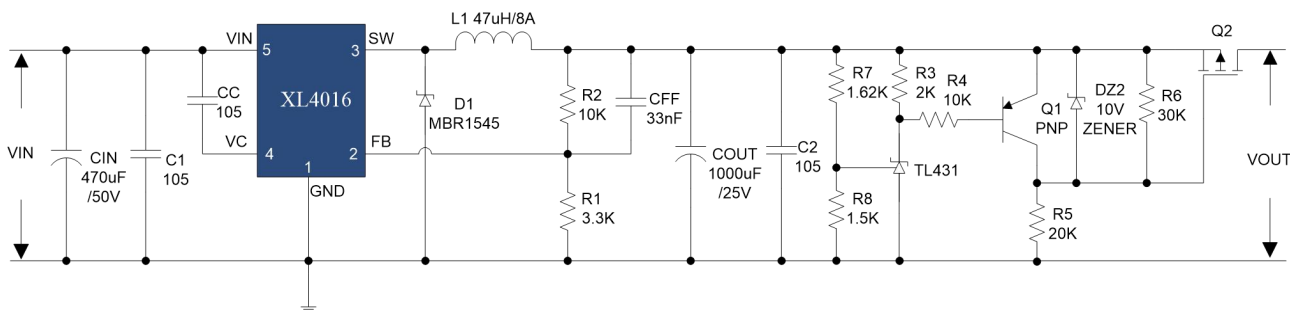 L1 47uH/8A
Q2
VIN
5
3
SW
XL4016
CC
105
R2
10K
CFF
33nF
R7
1.62K
R3
2K
R4
10K
DZ2
10V
ZENER
Q1
PNP
R6
30K
D1
MBR1545
VIN
VC
4
2
FB
1
GND
CIN
470uF
/50V
C1
105
COUT
1000uF
/25V
C2
105
TL431
VOUT
R1
3.3K
R8
1.5K
R5
20K